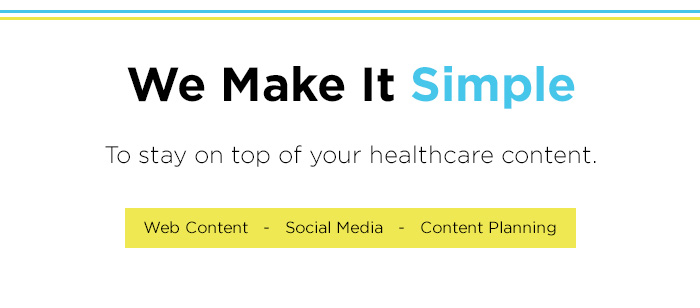 We Make It Simple
To stay on top of your healthcare content.
Web Content - Social Media - Content Planning